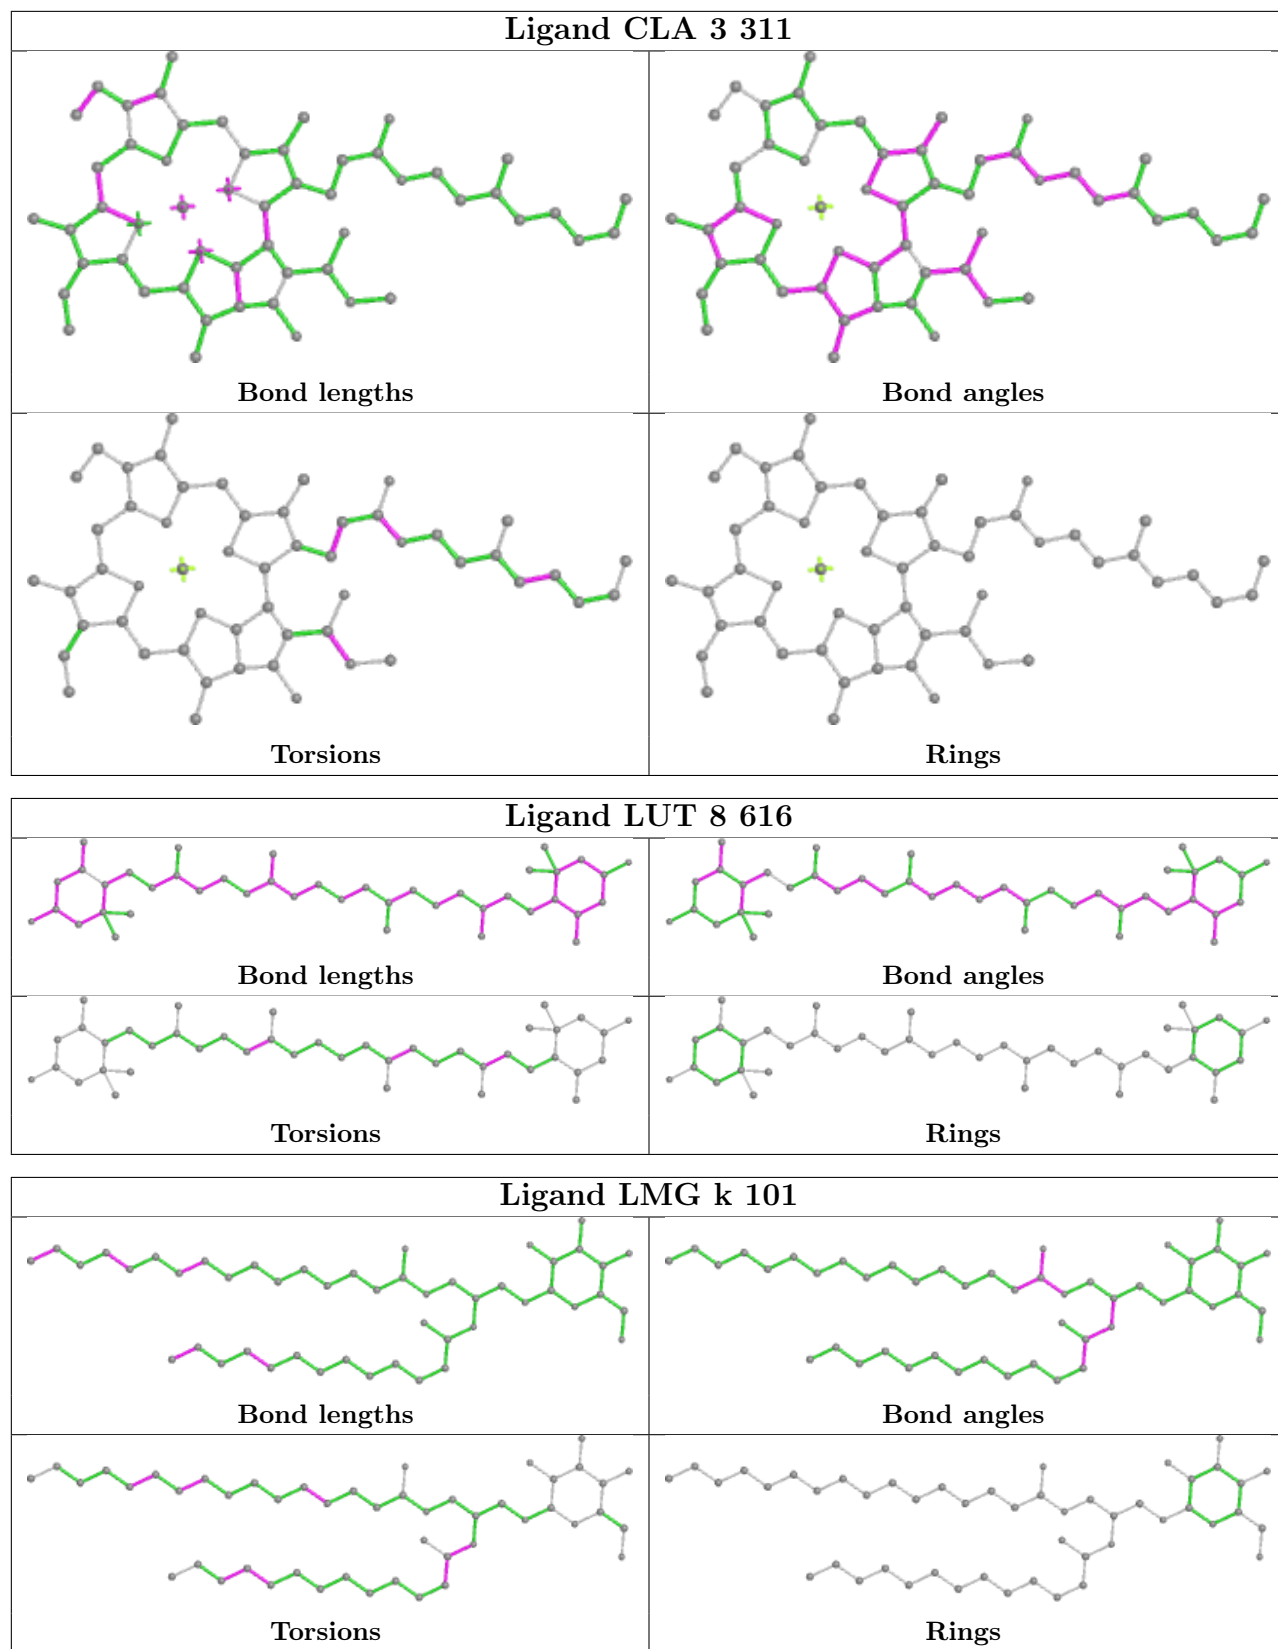 Ligand CLA 3 311
Bond lengths
Bond angles
Torsions
Rings
Ligand LUT 8 616
Bond lengths
Bond angles
Torsions
Rings
Ligand LMG k 101
Bond lengths
Bond angles
Torsions
Rings